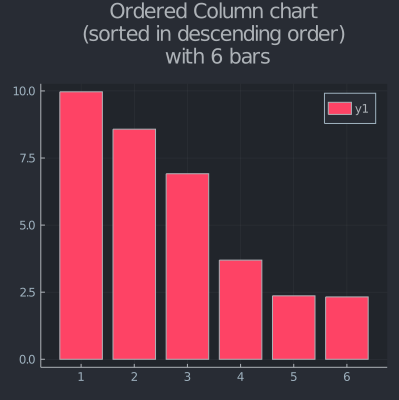 Ordered Column chart
(sorted in descending order)
with 6 bars
y1
10.0
7.5
5.0
2.5
0.0
1 2 3 4 5 6